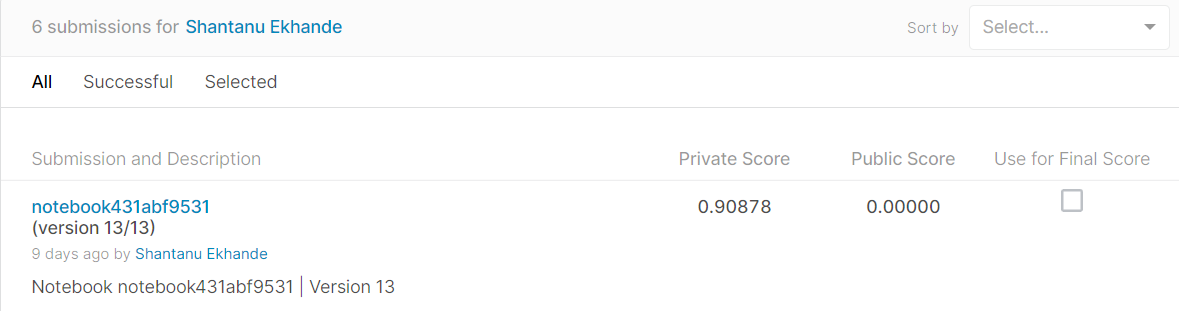 6 submissions for Shantanu Ekhande Sort by Select...
All Successful Selected
Submission and Description Private Score Public Score Use for Final Score
notebook431abf9531 0.90878 0.00000
(version 13/13)
9 days ago by Shantanu Ekhande
Notebook notebook431abf9531 | Version 13